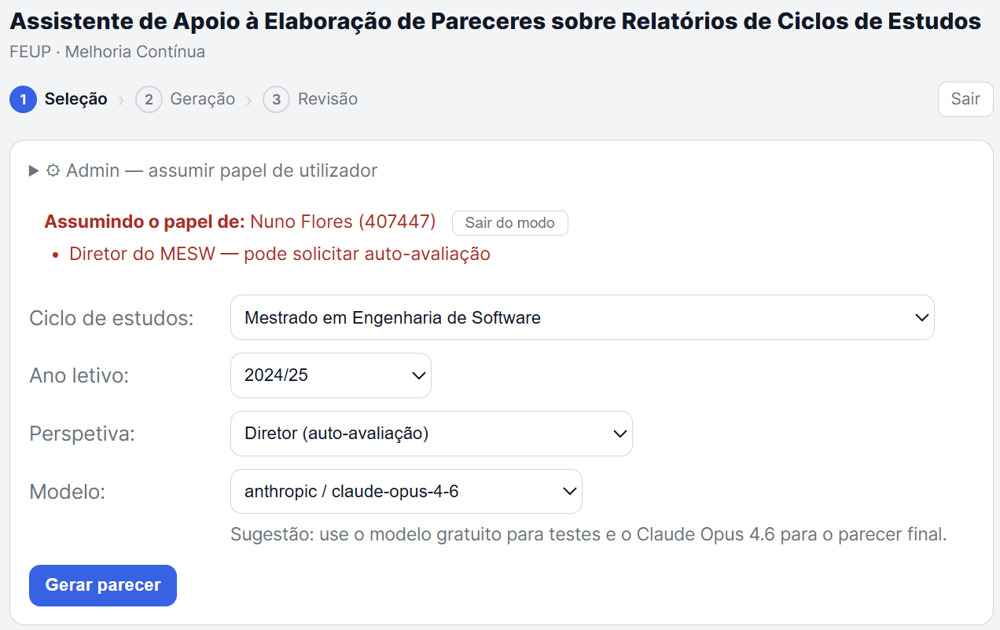 Assistente de Apoio à Elaboração de Pareceres sobre Relatórios de Ciclos de Estudos
FEUP · Melhoria Contínua
1 Seleção › 2 Geração › 3 Revisão
Sair
▶ ⚙ Admin — assumir papel de utilizador
Assumindo o papel de: Nuno Flores (407447) Sair do modo
• Diretor do MESW — pode solicitar auto-avaliação
Ciclo de estudos: Mestrado em Engenharia de Software
Ano letivo: 2024/25
Perspetiva: Diretor (auto-avaliação)
Modelo: anthropic / claude-opus-4-6
Sugestão: use o modelo gratuito para testes e o Claude Opus 4.6 para o parecer final.
Gerar parecer